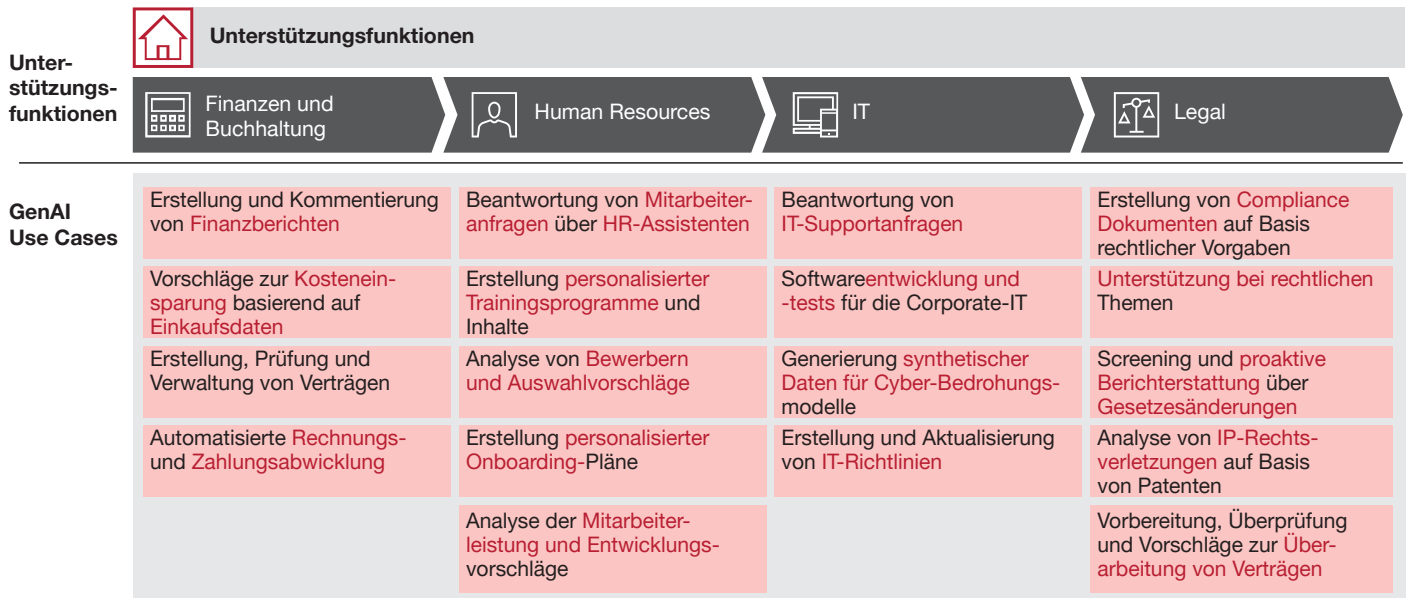 Unterstützungsfunktionen
Unter-
stützungs-
funktionen
Finanzen und
Buchhaltung
Human Resources
IT
Legal
GenAI
Use Cases
Erstellung und Kommentierung
von Finanzberichten
Vorschläge zur Kostenein-
sparung basierend auf
Einkaufsdaten
Erstellung, Prüfung und
Verwaltung von Verträgen
Automatisierte Rechnungs-
und Zahlungsabwicklung
Beantwortung von Mitarbeiter-
anfragen über HR-Assistenten
Erstellung personalisierter
Trainingsprogramme und
Inhalte
Analyse von Bewerbern
und Auswahlvorschläge
Erstellung personalisierter
Onboarding-Pläne
Analyse der Mitarbeiter-
leistung und Entwicklungs-
vorschläge
Beantwortung von
IT-Supportanfragen
Softwareentwicklung und
-tests für die Corporate-IT
Generierung synthetischer
Daten für Cyber-Bedrohungs-
modelle
Erstellung und Aktualisierung
von IT-Richtlinien
Erstellung von Compliance
Dokumenten auf Basis
rechtlicher Vorgaben
Unterstützung bei rechtlichen
Themen
Screening und proaktive
Berichterstattung über
Gesetzesänderungen
Analyse von IP-Rechts-
verletzungen auf Basis
von Patenten
Vorbereitung, Überprüfung
und Vorschläge zur Über-
arbeitung von Verträgen